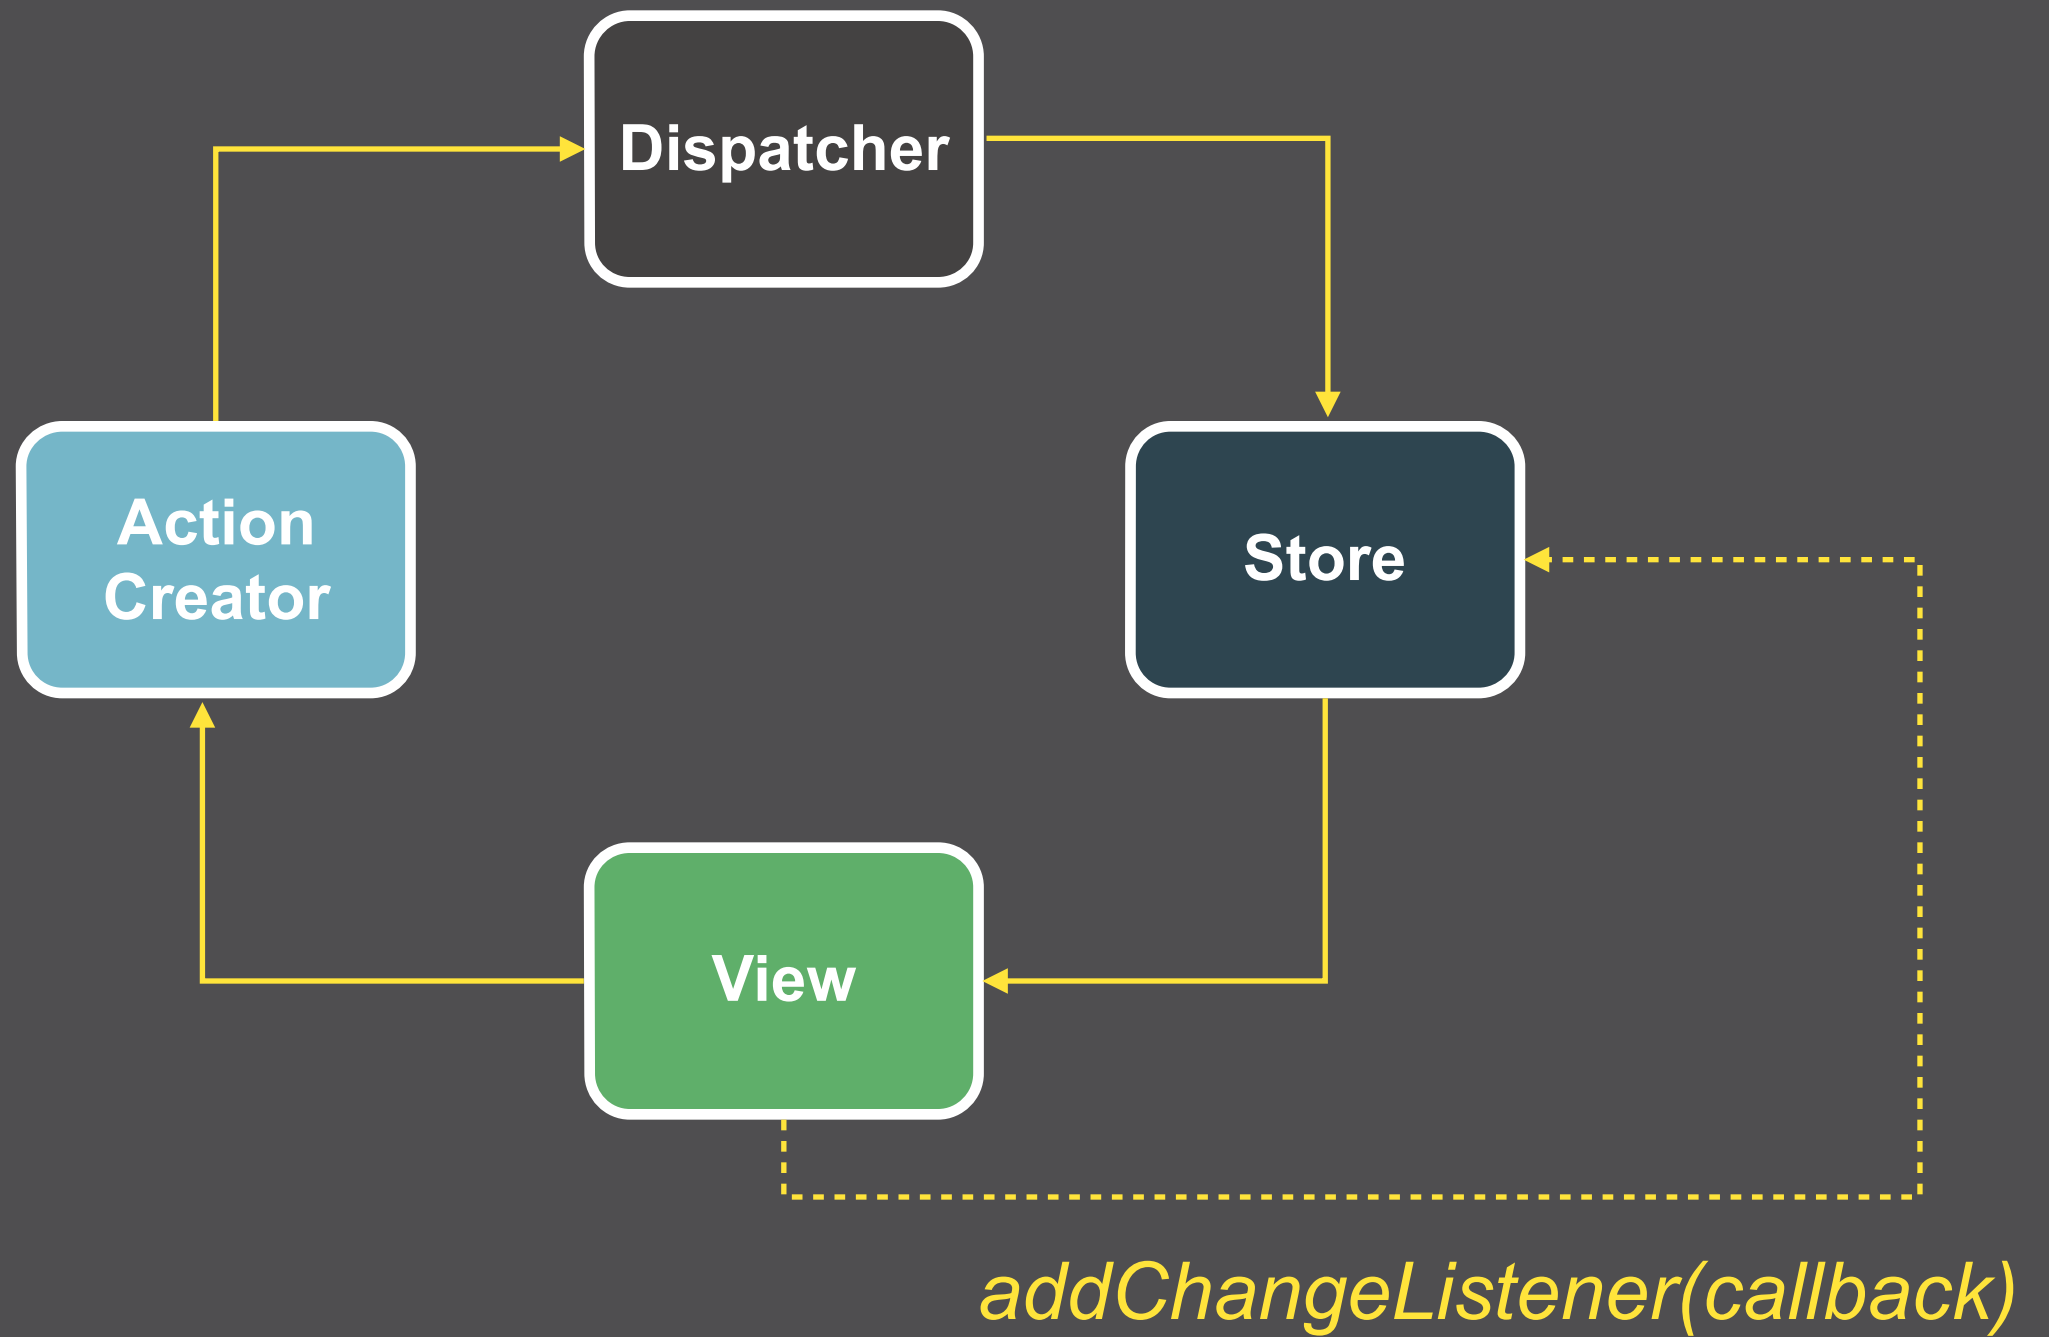 Dispatcher
Action
Creator
Store
View
addChangeListener(callback)